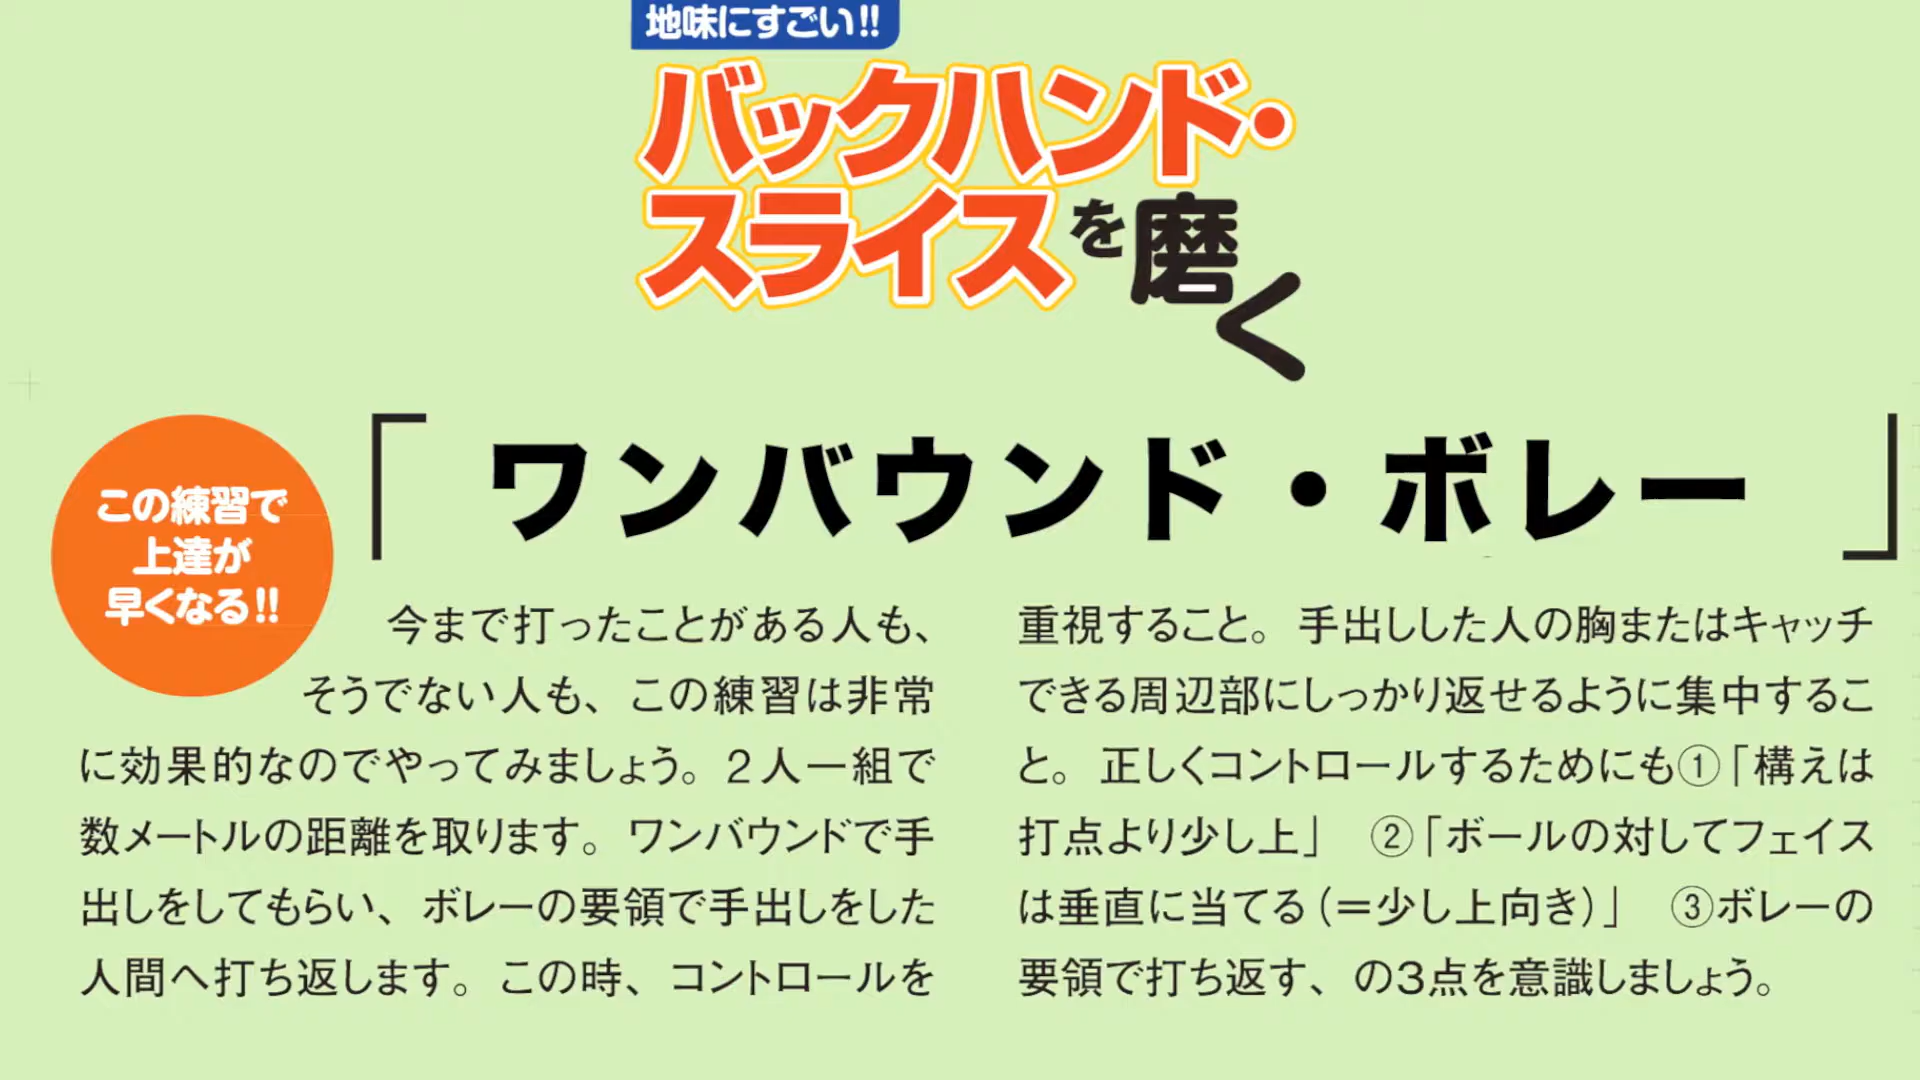 地味にすごい!!
バックハンド・
スライスを磨く
この練習で
上達が
早くなる!!
「ワンバウンド・ボレー」
今まで打ったことがある人も、
そうでない人も、この練習は非常
に効果的なのでやってみましょう。２人一組で
数メートルの距離を取ります。ワンバウンドで手
出しをしてもらい、ボレーの要領で手出しをした
人間へ打ち返します。この時、コントロールを
重視すること。手出しした人の胸またはキャッチ
できる周辺部にしっかり返せるように集中するこ
と。正しくコントロールするためにも①「構えは
打点より少し上」　②「ボールの対してフェイス
は垂直に当てる（＝少し上向き）」　③ボレーの
要領で打ち返す、の３点を意識しましょう。